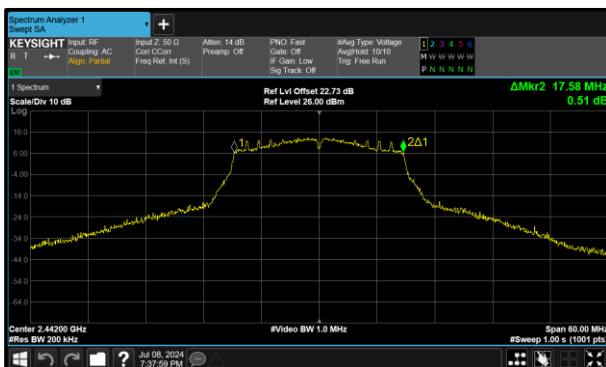 Spectrum Analyzer 1
Swept SA
+
KEYSIGHT Input: RF Input Z: 50 Ω Atten: 14 dB PNO: Fast #Avg Type: Voltage 1 2 3 4 5 6
R T Coupling: AC Corr CCorr Preamp: Off Gate: Off Avg|Hold: 10/10 M W W W W W
Align: Partial Freq Ref: Int (S) IF Gain: Low Trig: Free Run P N N N N N
Sig Track: Off
1 Spectrum Ref Lvl Offset 22.73 dB ΔMkr2 17.58 MHz
Scale/Div 10 dB Ref Level 26.00 dBm 0.51 dB
Log
16.0
1 2Δ1
6.00
-4.00
-14.0
-24.0
-34.0
-44.0
-54.0
-64.0
Center 2.44200 GHz #Video BW 1.0 MHz Span 60.00 MHz
#Res BW 200 kHz #Sweep 1.00 s (1001 pts)
? Jul 08, 2024
7:37:59 PM